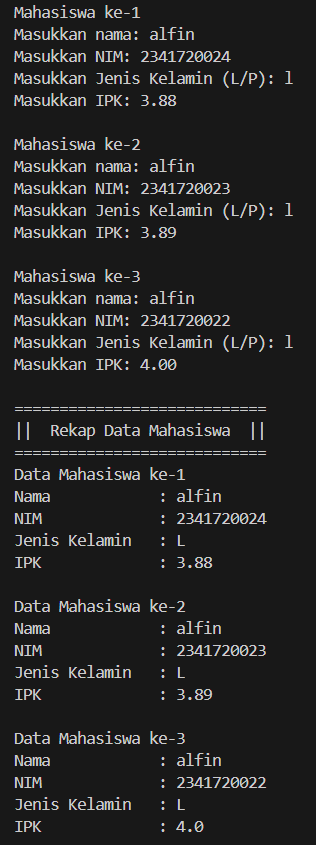 Mahasiswa ke-1
Masukkan nama: alfin
Masukkan NIM: 2341720024
Masukkan Jenis Kelamin (L/P): l
Masukkan IPK: 3.88

Mahasiswa ke-2
Masukkan nama: alfin
Masukkan NIM: 2341720023
Masukkan Jenis Kelamin (L/P): l
Masukkan IPK: 3.89

Mahasiswa ke-3
Masukkan nama: alfin
Masukkan NIM: 2341720022
Masukkan Jenis Kelamin (L/P): l
Masukkan IPK: 4.00

============================
||  Rekap Data Mahasiswa  ||
============================
Data Mahasiswa ke-1
Nama            : alfin
NIM             : 2341720024
Jenis Kelamin   : L
IPK             : 3.88

Data Mahasiswa ke-2
Nama            : alfin
NIM             : 2341720023
Jenis Kelamin   : L
IPK             : 3.89

Data Mahasiswa ke-3
Nama            : alfin
NIM             : 2341720022
Jenis Kelamin   : L
IPK             : 4.0